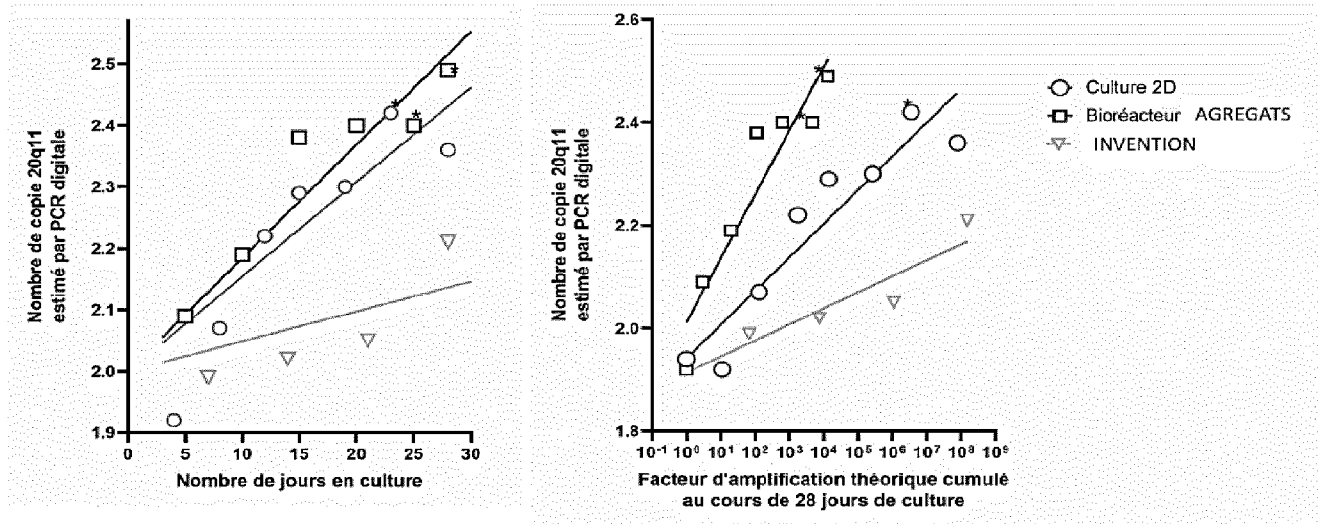 Nombre de copie 20q11
estimé par PCR digitale
2.5
2.4
2.3
2.2
2.1
2.0
1.9
0 5 10 15 20 25 30
Nombre de jours en culture
* * *
Nombre de copie 20q11
estimé par PCR digitale
2.6
2.4
2.2
2.0
1.8
10⁻¹ 10⁰ 10¹ 10² 10³ 10⁴ 10⁵ 10⁶ 10⁷ 10⁸ 10⁹
Facteur d'amplification théorique cumulé
au cours de 28 jours de culture
* * *
Culture 2D
Bioréacteur AGREGATS
INVENTION